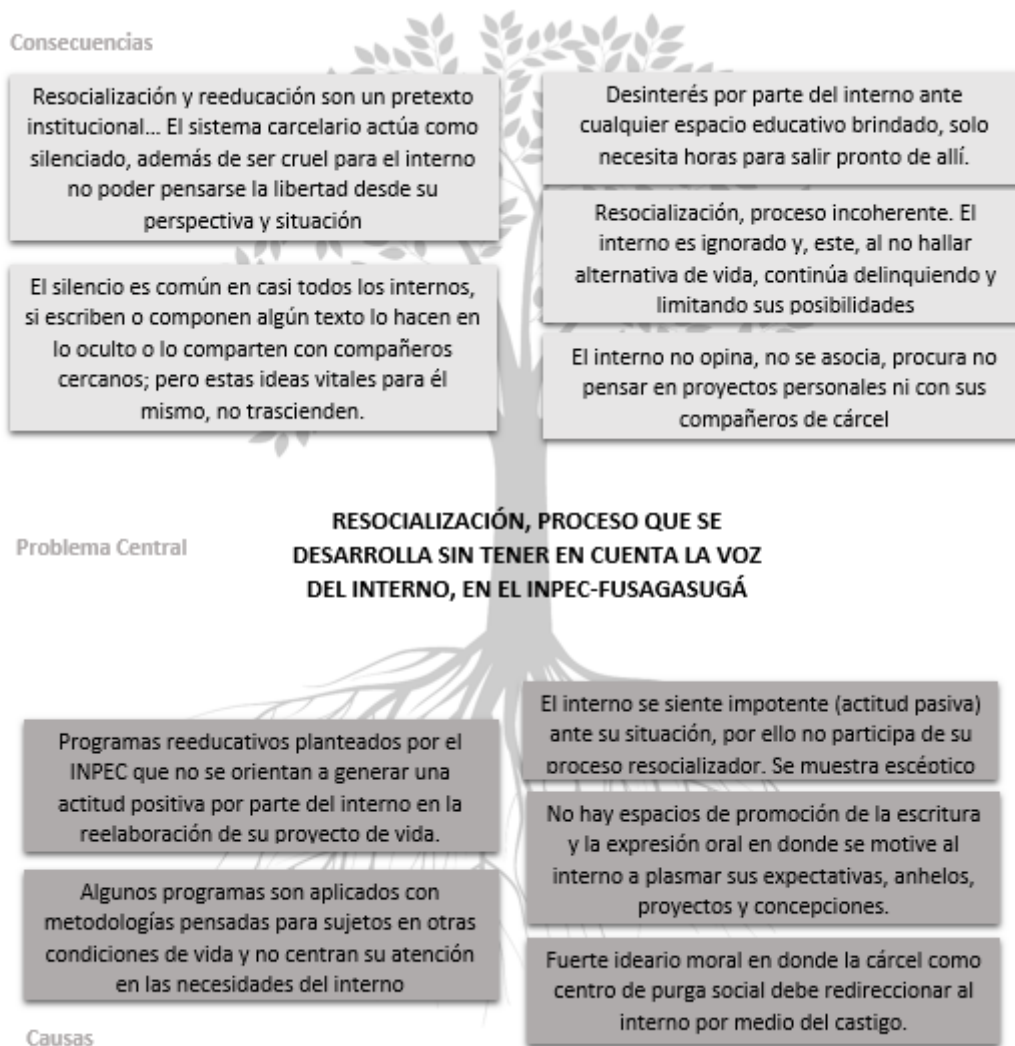 Consecuencias
Resocialización y reeducación son un pretexto
institucional... El sistema carcelario actúa como
silenciado, además de ser cruel para el interno
no poder pensarse la libertad desde su
perspectiva y situación
El silencio es común en casi todos los internos,
si escriben o componen algún texto lo hacen en
lo oculto o lo comparten con compañeros
cercanos; pero estas ideas vitales para él
mismo, no trascienden.
Desinterés por parte del interno ante
cualquier espacio educativo brindado, solo
necesita horas para salir pronto de allí.
Resocialización, proceso incoherente. El
interno es ignorado y, este, al no hallar
alternativa de vida, continúa delinquiendo y
limitando sus posibilidades
El interno no opina, no se asocia, procura no
pensar en proyectos personales ni con sus
compañeros de cárcel
Problema Central
RESOCIALIZACIÓN, PROCESO QUE SE
DESARROLLA SIN TENER EN CUENTA LA VOZ
DEL INTERNO, EN EL INPEC-FUSAGASUGÁ
Programas reeducativos planteados por el
INPEC que no se orientan a generar una
actitud positiva por parte del interno en la
reelaboración de su proyecto de vida.
Algunos programas son aplicados con
metodologías pensadas para sujetos en otras
condiciones de vida y no centran su atención
en las necesidades del interno
El interno se siente impotente (actitud pasiva)
ante su situación, por ello no participa de su
proceso resocializador. Se muestra escéptico
No hay espacios de promoción de la escritura
y la expresión oral en donde se motive al
interno a plasmar sus expectativas, anhelos,
proyectos y concepciones.
Fuerte ideario moral en donde la cárcel como
centro de purga social debe redireccionar al
interno por medio del castigo.
Causas